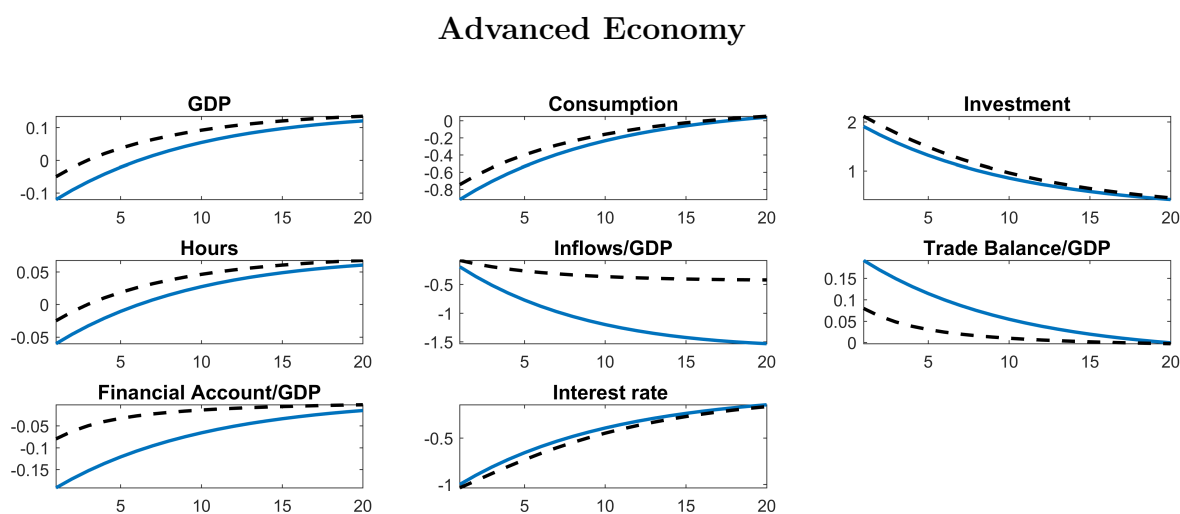 Advanced Economy
GDP
0.1
0
-0.1
5 10 15 20
Consumption
0
-0.2
-0.4
-0.6
-0.8
5 10 15 20
Investment
2
1
5 10 15 20
Hours
0.05
0
-0.05
5 10 15 20
Inflows/GDP
-0.5
-1
-1.5
5 10 15 20
Trade Balance/GDP
0.15
0.1
0.05
0
5 10 15 20
Financial Account/GDP
-0.05
-0.1
-0.15
5 10 15 20
Interest rate
-0.5
-1
5 10 15 20